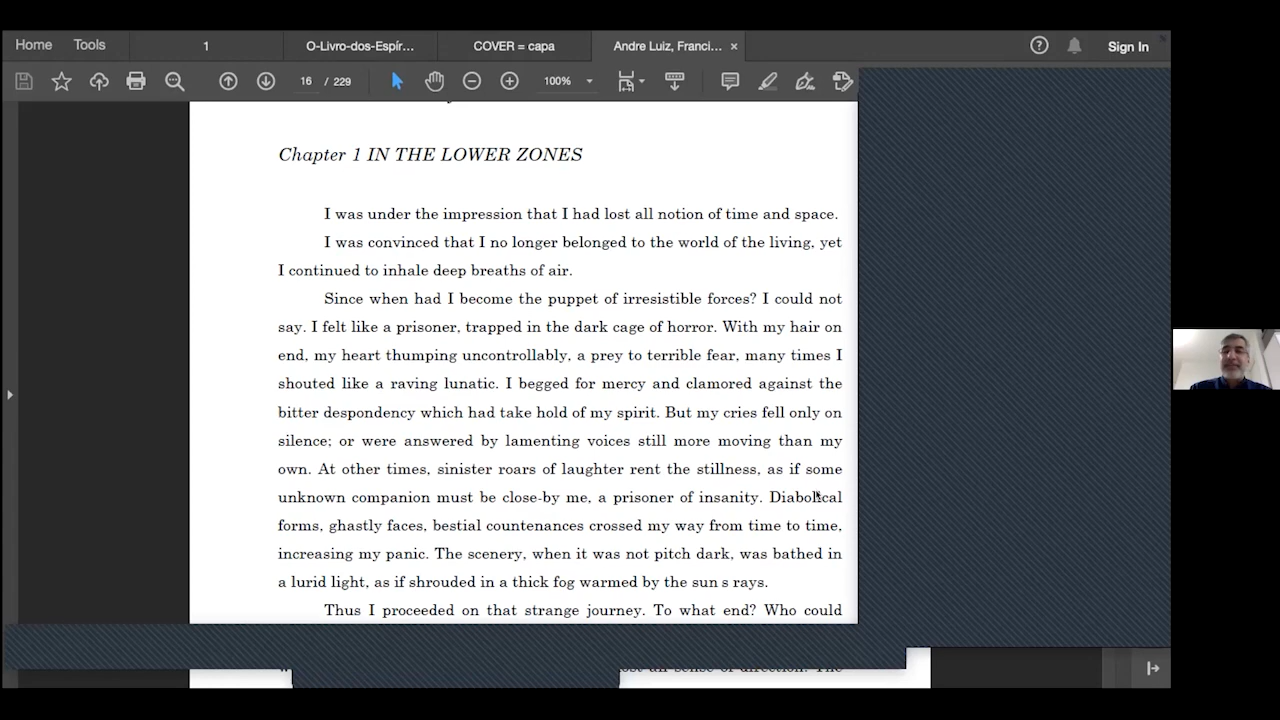 Home Tools 1 O-Livro-dos-Espír... COVER = capa Andre Luiz, Franci... × Sign In
16 / 229 100%
Chapter 1 IN THE LOWER ZONES
I was under the impression that I had lost all notion of time and space.
I was convinced that I no longer belonged to the world of the living, yet
I continued to inhale deep breaths of air.
Since when had I become the puppet of irresistible forces? I could not
say. I felt like a prisoner, trapped in the dark cage of horror. With my hair on
end, my heart thumping uncontrollably, a prey to terrible fear, many times I
shouted like a raving lunatic. I begged for mercy and clamored against the
bitter despondency which had take hold of my spirit. But my cries fell only on
silence; or were answered by lamenting voices still more moving than my
own. At other times, sinister roars of laughter rent the stillness, as if some
unknown companion must be close-by me, a prisoner of insanity. Diabolical
forms, ghastly faces, bestial countenances crossed my way from time to time,
increasing my panic. The scenery, when it was not pitch dark, was bathed in
a lurid light, as if shrouded in a thick fog warmed by the sun s rays.
Thus I proceeded on that strange journey. To what end? Who could
sense of direction. The